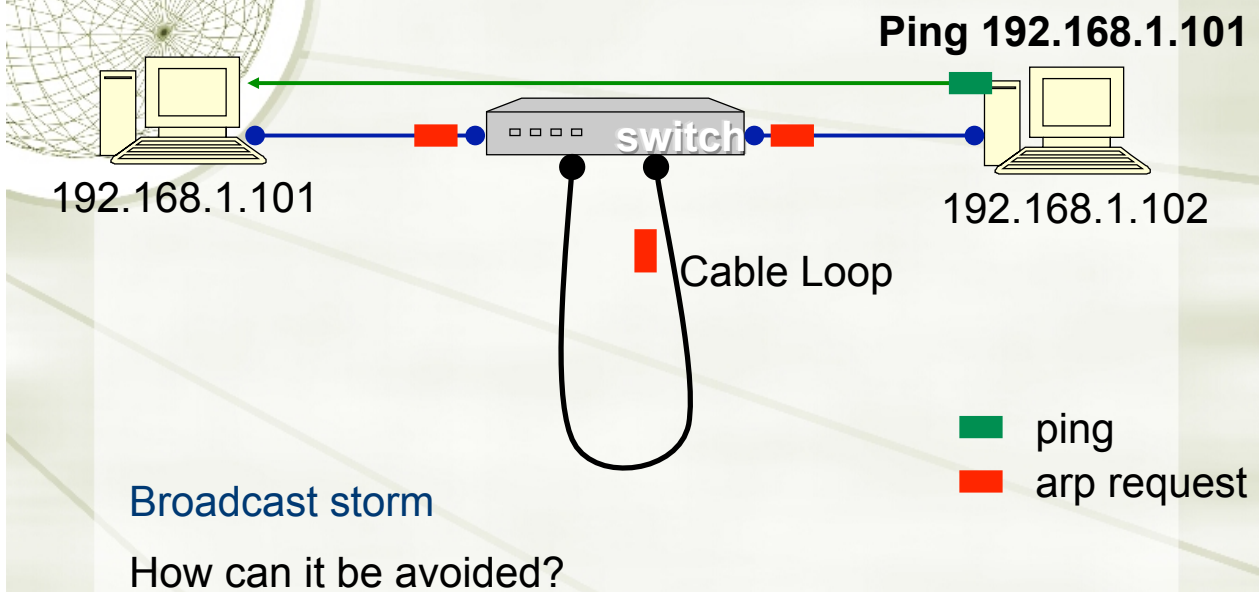 Ping 192.168.1.101
switch
192.168.1.101
192.168.1.102
Cable Loop
ping
arp request
Broadcast storm
How can it be avoided?